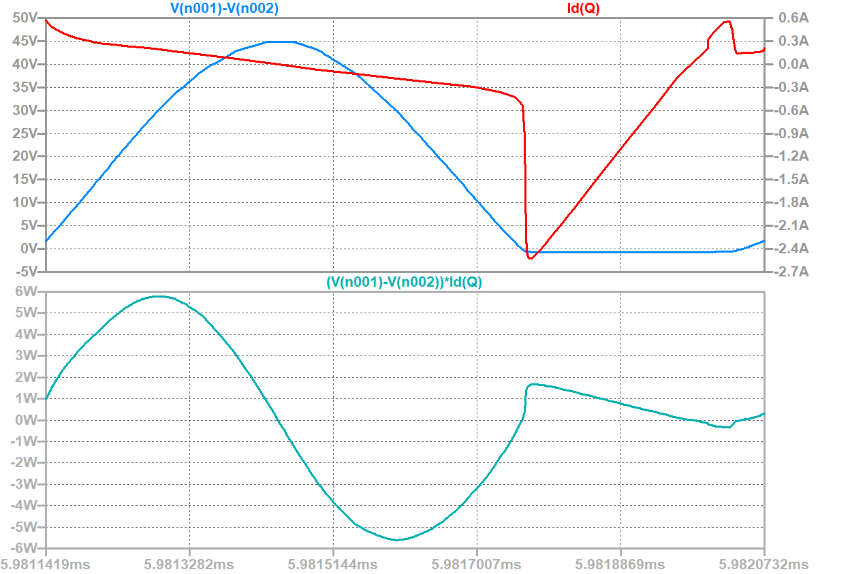 V(n001)-V(n002) Id(Q)
50V 0.6A
45V 0.3A
40V 0.0A
35V -0.3A
30V -0.6A
25V -0.9A
20V -1.2A
15V -1.5A
10V -1.8A
5V -2.1A
0V -2.4A
-5V -2.7A
(V(n001)-V(n002))*Id(Q)
6W
5W
4W
3W
2W
1W
0W
-1W
-2W
-3W
-4W
-5W
-6W
5.9811419ms 5.9813282ms 5.9815144ms 5.9817007ms 5.9818869ms 5.9820732ms